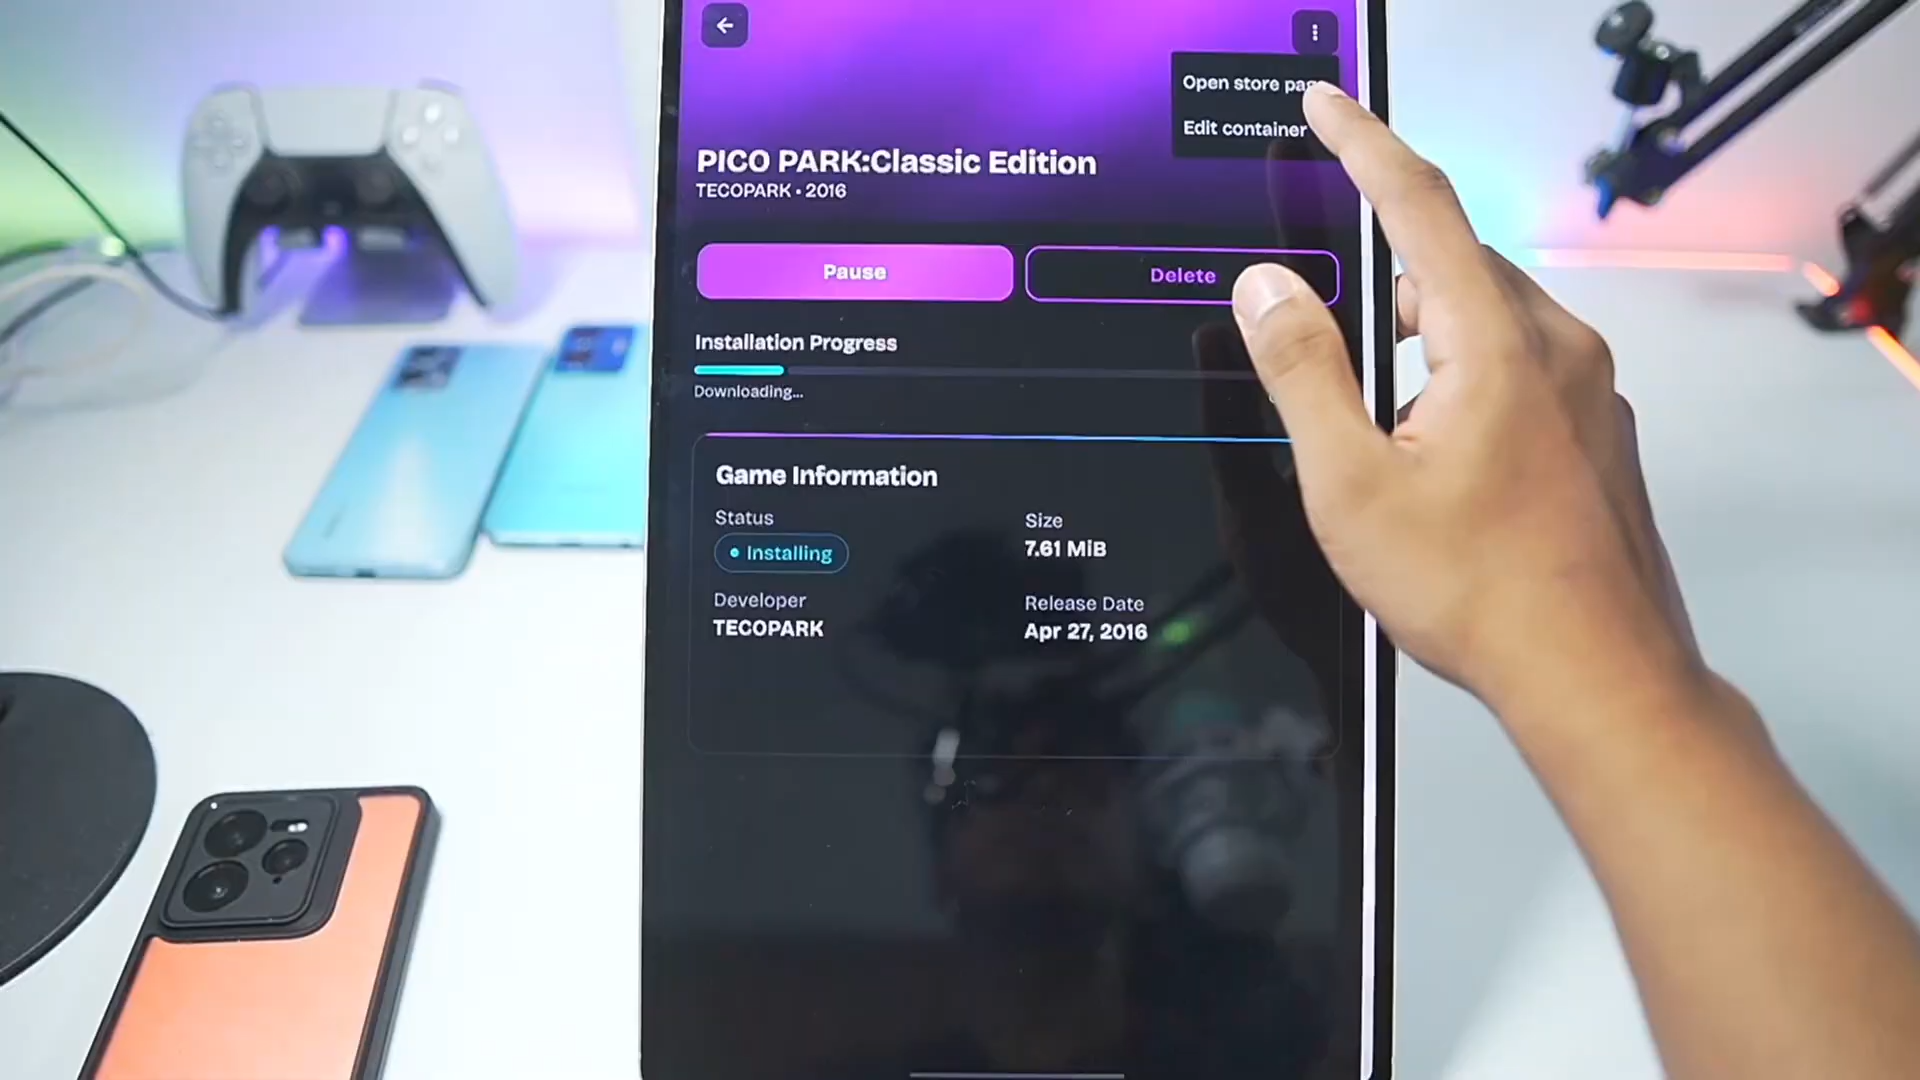 Open store pag
Edit container
PICO PARK:Classic Edition
TECOPARK • 2016
Pause
Delete
Installation Progress
Downloading...
Game Information
Status
Size
• Installing
7.61 MiB
Developer
Release Date
TECOPARK
Apr 27, 2016